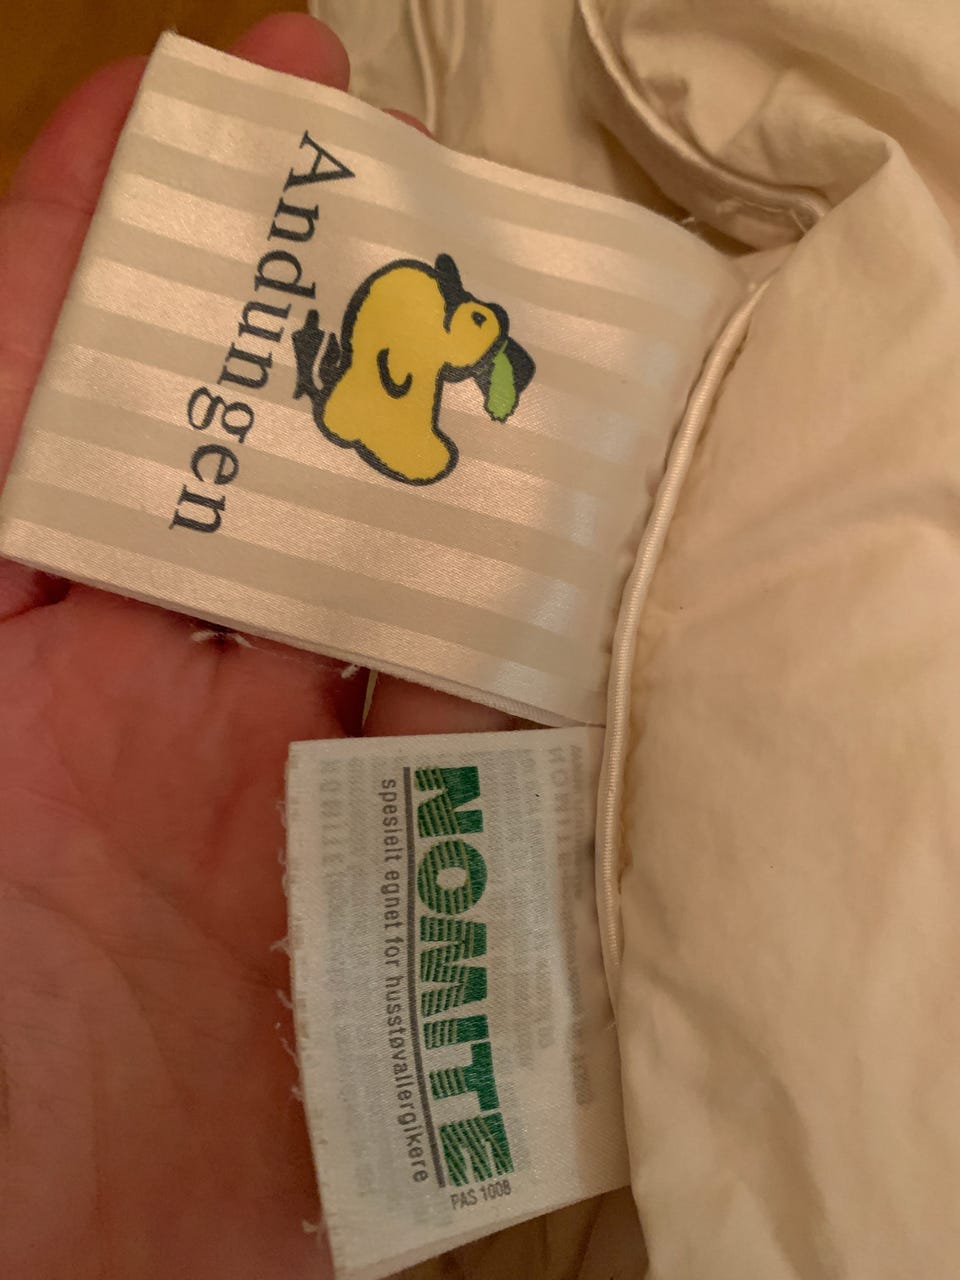 Andungen
NOMITE
spesielt egnet for husstøvallergikere
PAS 1008